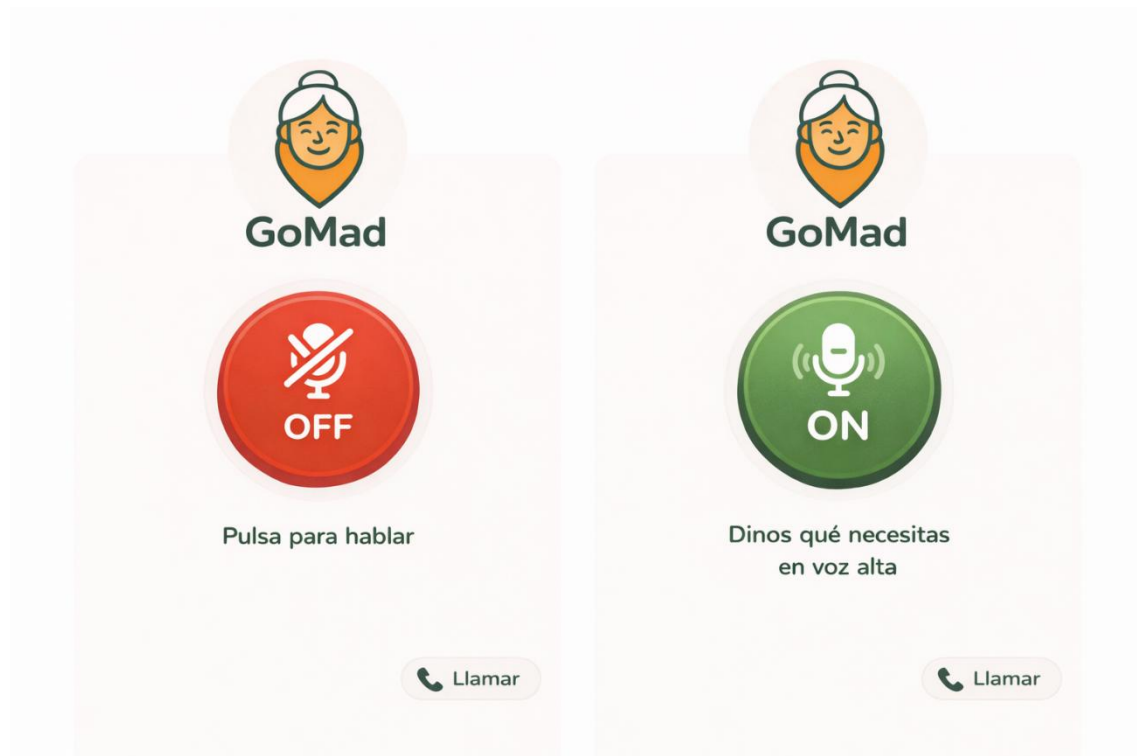 GoMad
OFF
Pulsa para hablar
Llamar
GoMad
ON
Dinos qué necesitas
en voz alta
Llamar